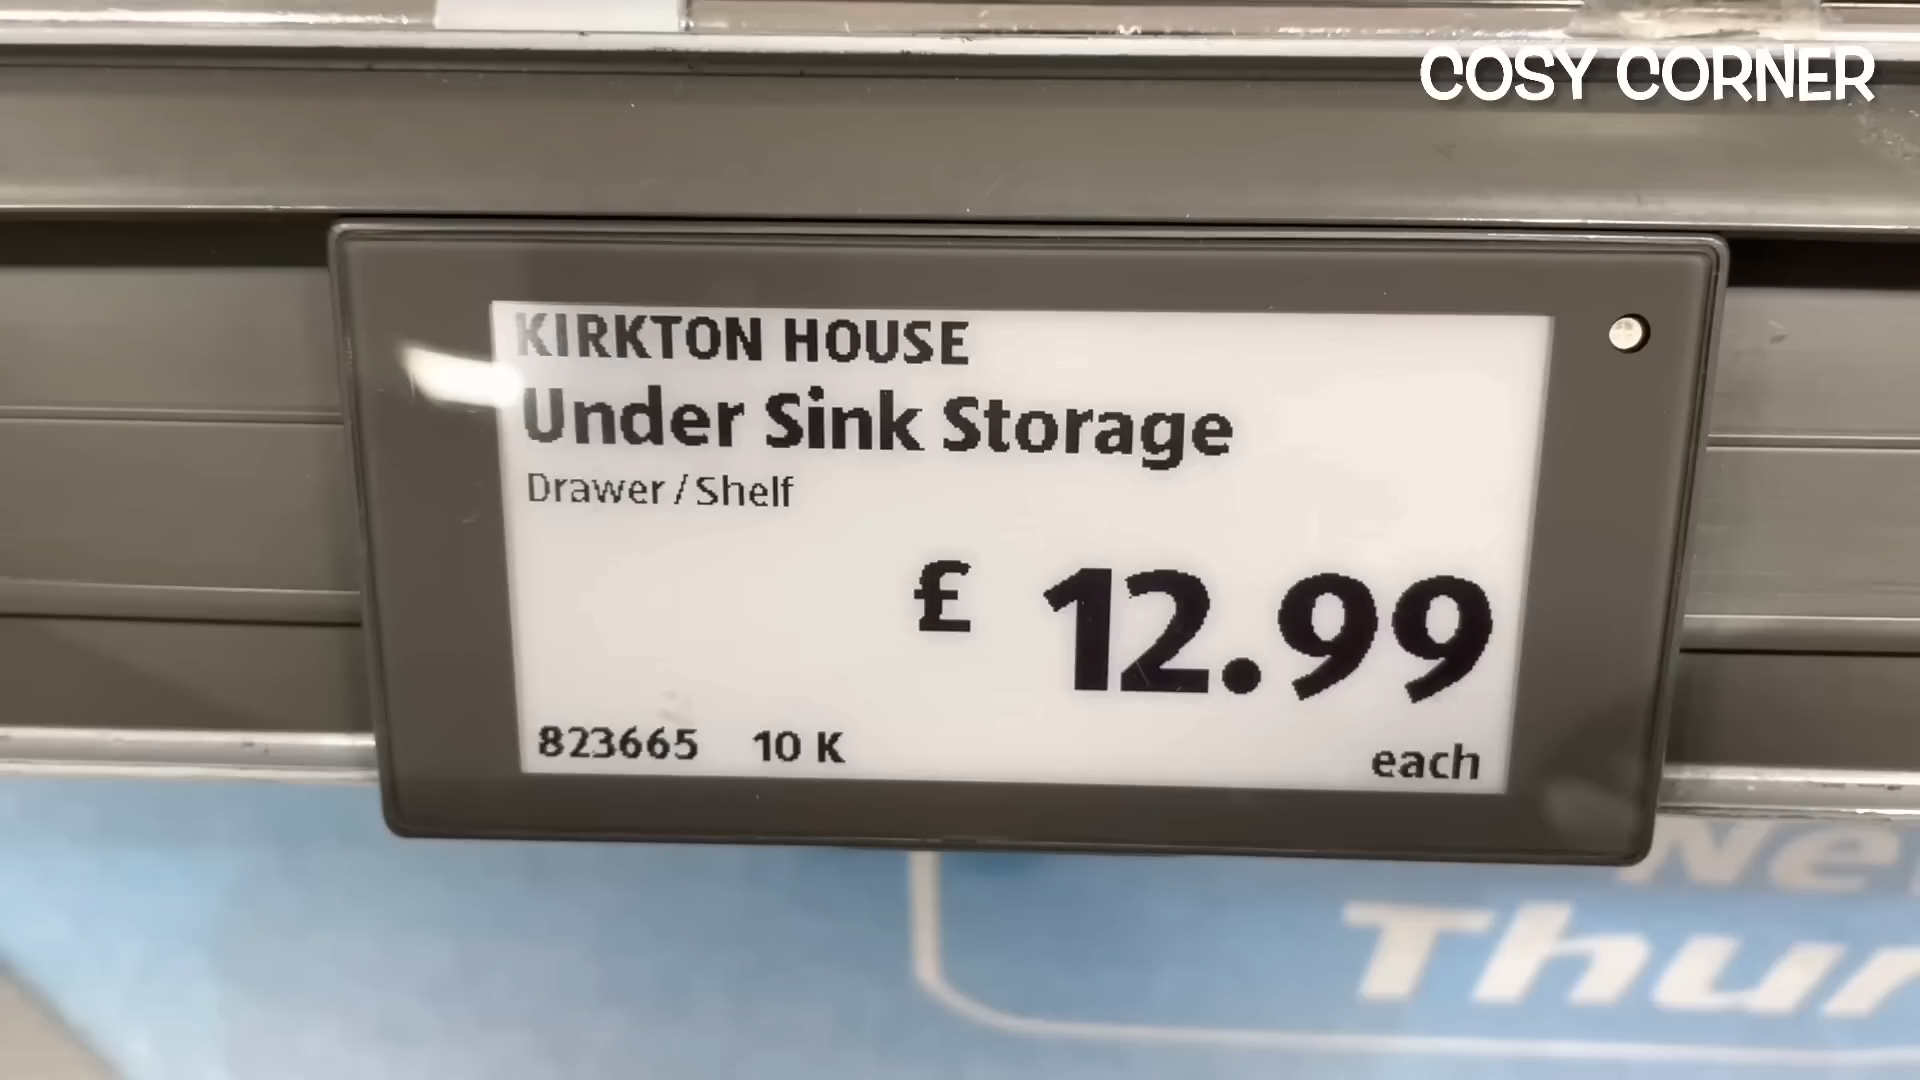 COSY CORNER
KIRKTON HOUSE
Under Sink Storage
Drawer / Shelf
£ 12.99
823665 10 K each